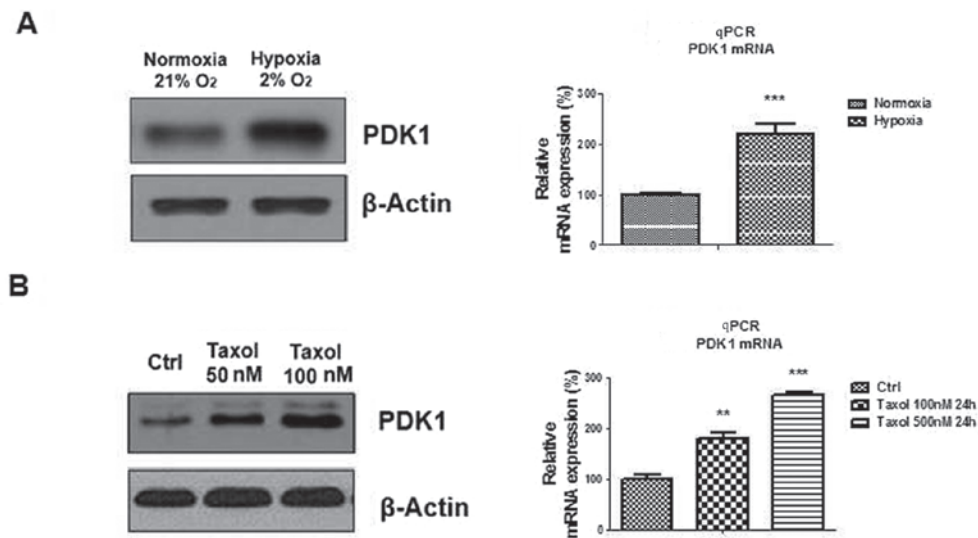 A
Normoxia Hypoxia
21% O2 2% O2
PDK1
β-Actin
qPCR
PDK1 mRNA
Relative
mRNA expression (%)
300
200
100
0
***
Normoxia
Hypoxia
B
Ctrl Taxol Taxol
50 nM 100 nM
PDK1
β-Actin
qPCR
PDK1 mRNA
Relative
mRNA expression (%)
300
200
100
0
**
***
Ctrl
Taxol 100nM 24h
Taxol 500nM 24h